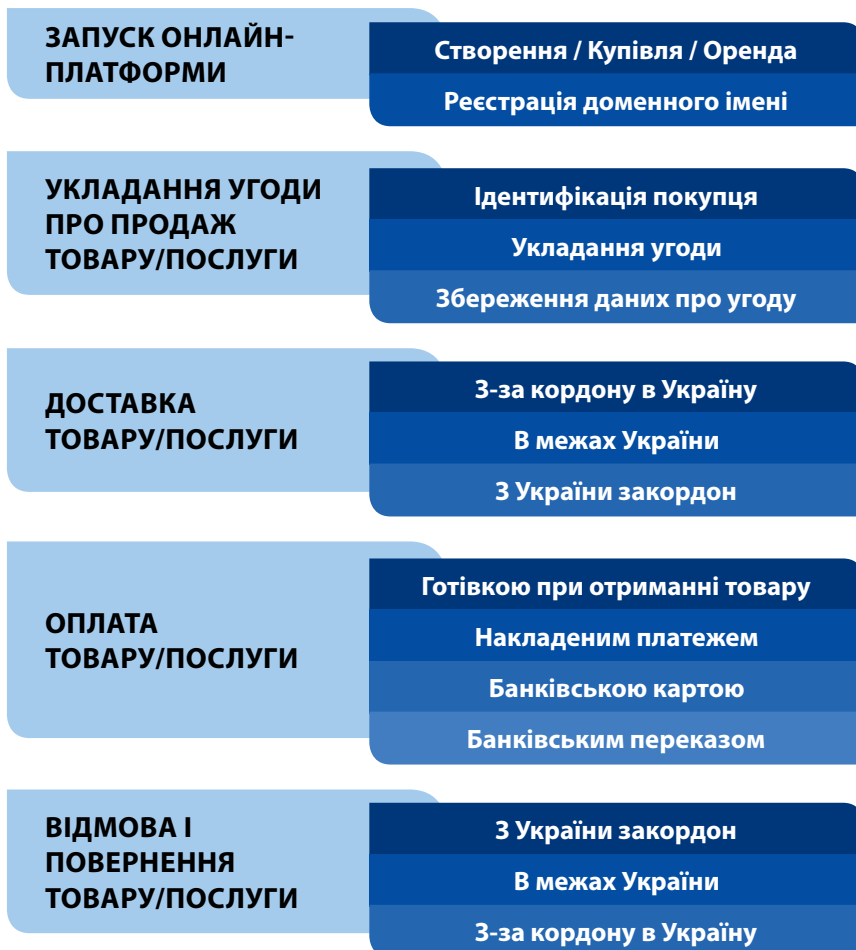 ЗАПУСК ОНЛАЙН-
ПЛАТФОРМИ
Створення / Купівля / Оренда
Реєстрація доменного імені
УКЛАДАННЯ УГОДИ
ПРО ПРОДАЖ
ТОВАРУ/ПОСЛУГИ
Ідентифікація покупця
Укладання угоди
Збереження даних про угоду
ДОСТАВКА
ТОВАРУ/ПОСЛУГИ
З-за кордону в Україну
В межах України
З України закордон
ОПЛАТА
ТОВАРУ/ПОСЛУГИ
Готівкою при отриманні товару
Накладеним платежем
Банківською картою
Банківським переказом
ВІДМОВА І
ПОВЕРНЕННЯ
ТОВАРУ/ПОСЛУГИ
З України закордон
В межах України
З-за кордону в Україну